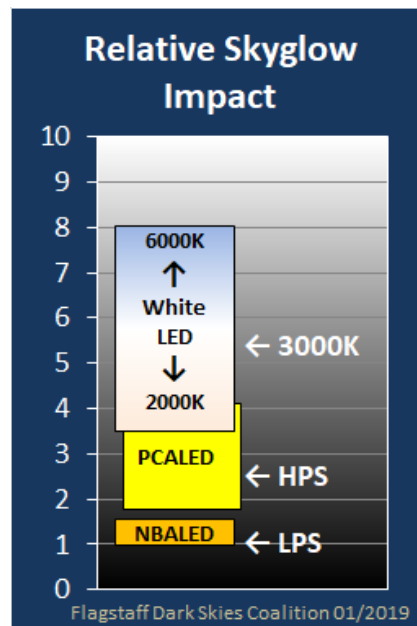 Relative Skyglow
Impact
10
9
8
6000K
7
↑
White
6
LED
← 3000K
5
↓
2000K
4
3
PCALED
← HPS
2
NBALED
← LPS
1
0
Flagstaff Dark Skies Coalition 01/2019